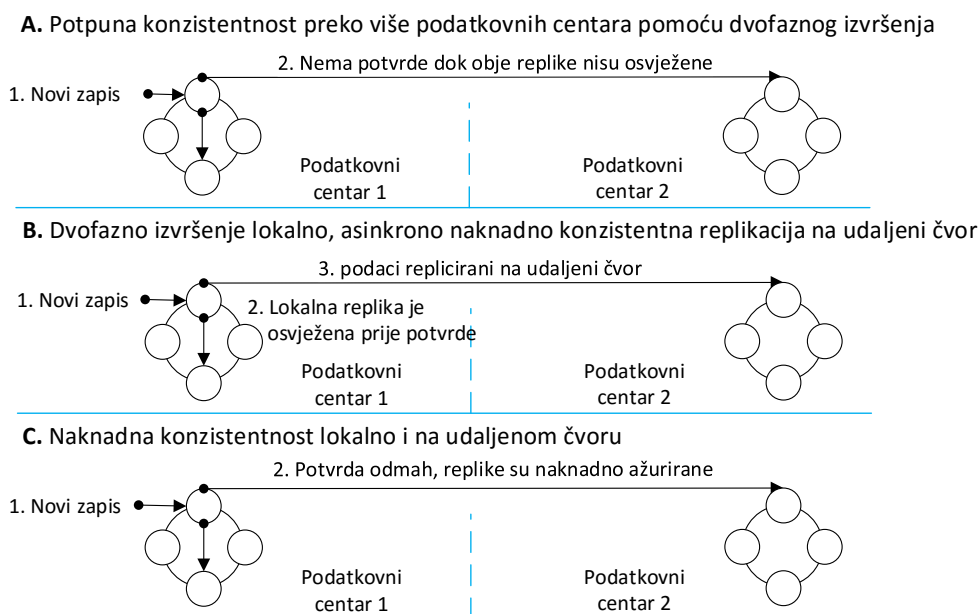 A. Potpuna konzistentnost preko više podatkovnih centara pomoću dvofaznog izvršenja
2. Nema potvrde dok obje replike nisu osvježene
1. Novi zapis
Podatkovni
centar 1
Podatkovni
centar 2
B. Dvofazno izvršenje lokalno, asinkrono naknadno konzistentna replikacija na udaljeni čvor
3. podaci replicirani na udaljeni čvor
1. Novi zapis
2. Lokalna replika je
osvježena prije potvrde
Podatkovni
centar 1
Podatkovni
centar 2
C. Naknadna konzistentnost lokalno i na udaljenom čvoru
2. Potvrda odmah, replike su naknadno ažurirane
1. Novi zapis
Podatkovni
centar 1
Podatkovni
centar 2